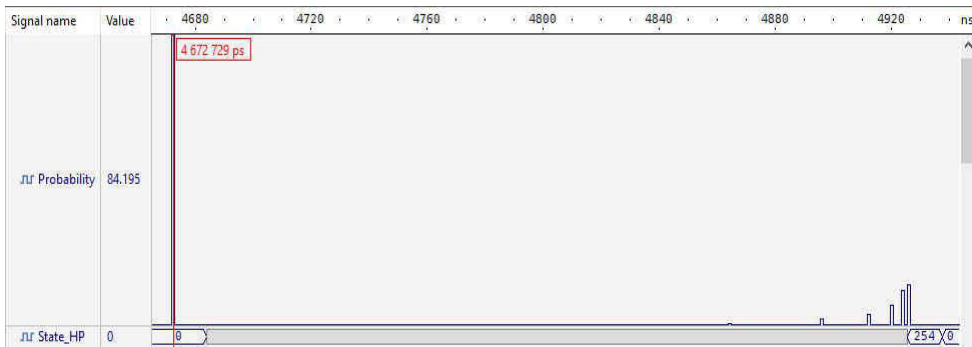 Signal name Value 4680 4720 4760 4800 4840 4880 4920 ns
4 672 729 ps
Probability 84.195
State_HP 0 0 254 0